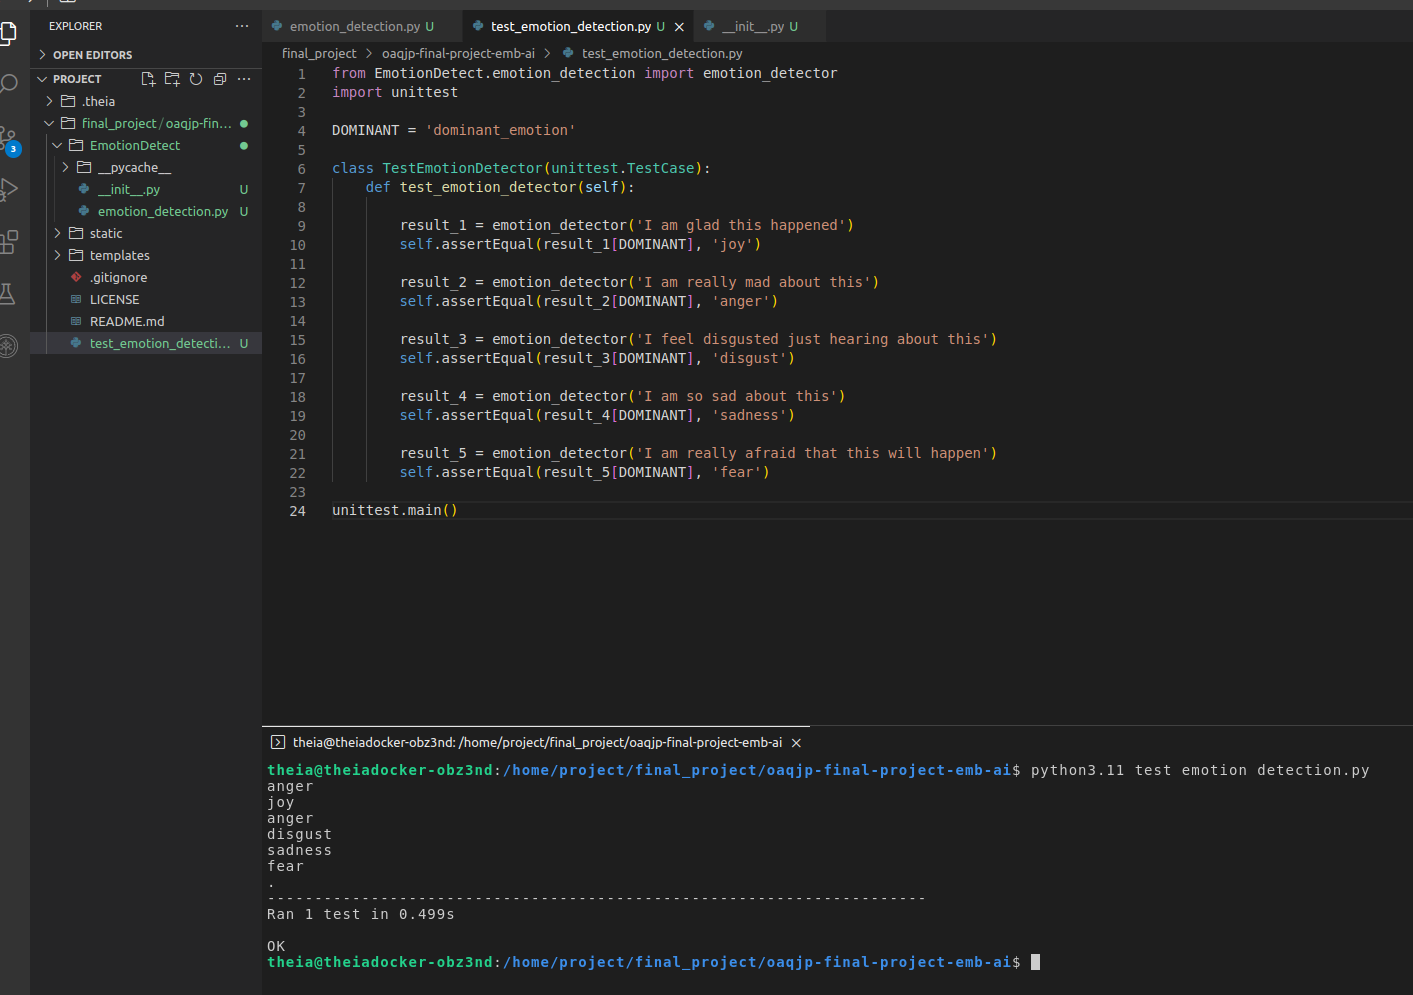 EXPLORER
OPEN EDITORS
PROJECT
.theia
final_project / oaqjp-fin...
EmotionDetect
__pycache__
__init__.py U
emotion_detection.py U
static
templates
.gitignore
LICENSE
README.md
test_emotion_detecti... U
3
emotion_detection.py U
test_emotion_detection.py U
__init__.py U
final_project > oaqjp-final-project-emb-ai > test_emotion_detection.py
1 from EmotionDetect.emotion_detection import emotion_detector
2 import unittest
3
4 DOMINANT = 'dominant_emotion'
5
6 class TestEmotionDetector(unittest.TestCase):
7 def test_emotion_detector(self):
8
9 result_1 = emotion_detector('I am glad this happened')
10 self.assertEqual(result_1[DOMINANT], 'joy')
11
12 result_2 = emotion_detector('I am really mad about this')
13 self.assertEqual(result_2[DOMINANT], 'anger')
14
15 result_3 = emotion_detector('I feel disgusted just hearing about this')
16 self.assertEqual(result_3[DOMINANT], 'disgust')
17
18 result_4 = emotion_detector('I am so sad about this')
19 self.assertEqual(result_4[DOMINANT], 'sadness')
20
21 result_5 = emotion_detector('I am really afraid that this will happen')
22 self.assertEqual(result_5[DOMINANT], 'fear')
23
24 unittest.main()
theia@theiadocker-obz3nd: /home/project/final_project/oaqjp-final-project-emb-ai
theia@theiadocker-obz3nd:/home/project/final_project/oaqjp-final-project-emb-ai$ python3.11 test emotion detection.py
anger
joy
anger
disgust
sadness
fear
.
----------------------------------------------------------------------
Ran 1 test in 0.499s
OK
theia@theiadocker-obz3nd:/home/project/final_project/oaqjp-final-project-emb-ai$